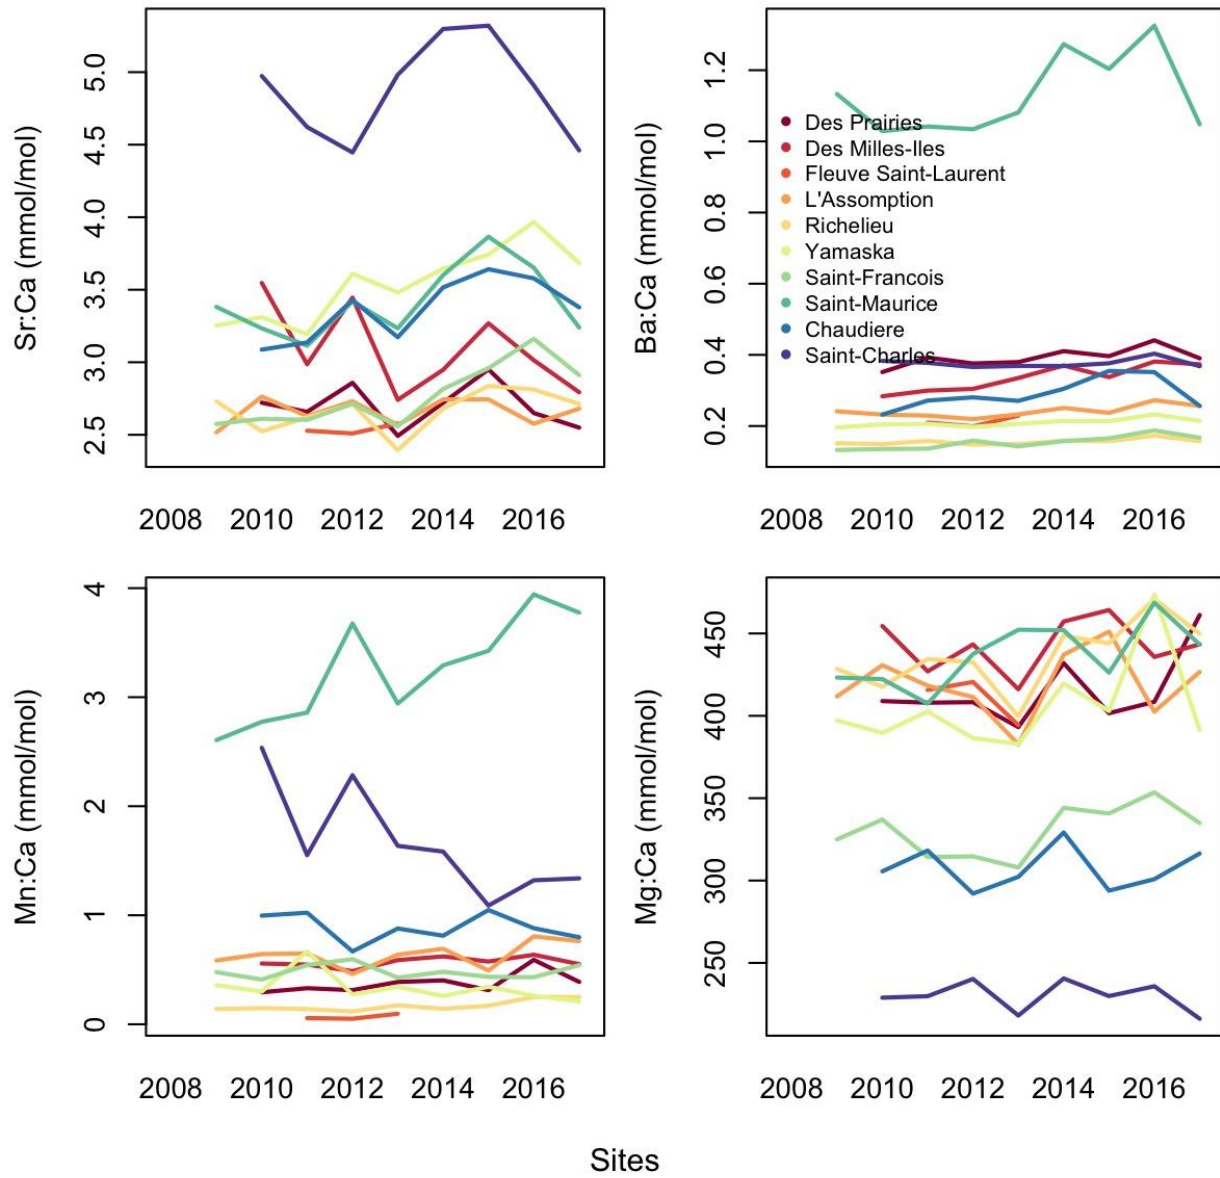 Sr:Ca (mmol/mol)
5.0
4.5
4.0
3.5
3.0
2.5
2008 2010 2012 2014 2016
Ba:Ca (mmol/mol)
1.2
1.0
0.8
0.6
0.4
0.2
Des Prairies
Des Milles-Iles
Fleuve Saint-Laurent
L'Assomption
Richelieu
Yamaska
Saint-Francois
Saint-Maurice
Chaudiere
Saint-Charles
2008 2010 2012 2014 2016
Mn:Ca (mmol/mol)
4
3
2
1
0
2008 2010 2012 2014 2016
Mg:Ca (mmol/mol)
450
400
350
300
250
2008 2010 2012 2014 2016
Sites